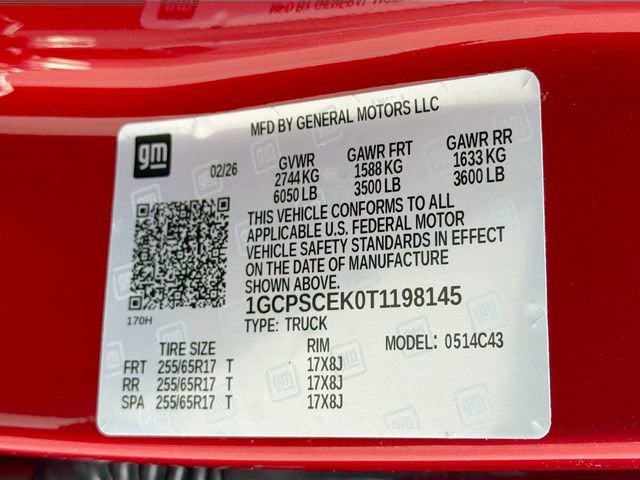 MFD BY GENERAL MOTORS LLC
gm
02/26
GVWR GAWR FRT GAWR RR
2744 KG 1588 KG 1633 KG
6050 LB 3500 LB 3600 LB
THIS VEHICLE CONFORMS TO ALL
APPLICABLE U.S. FEDERAL MOTOR
VEHICLE SAFETY STANDARDS IN EFFECT
ON THE DATE OF MANUFACTURE
SHOWN ABOVE.
1GCPSCEK0T1198145
170H
TYPE: TRUCK
TIRE SIZE RIM MODEL: 0514C43
FRT 255/65R17 T 17X8J
RR 255/65R17 T 17X8J
SPA 255/65R17 T 17X8J